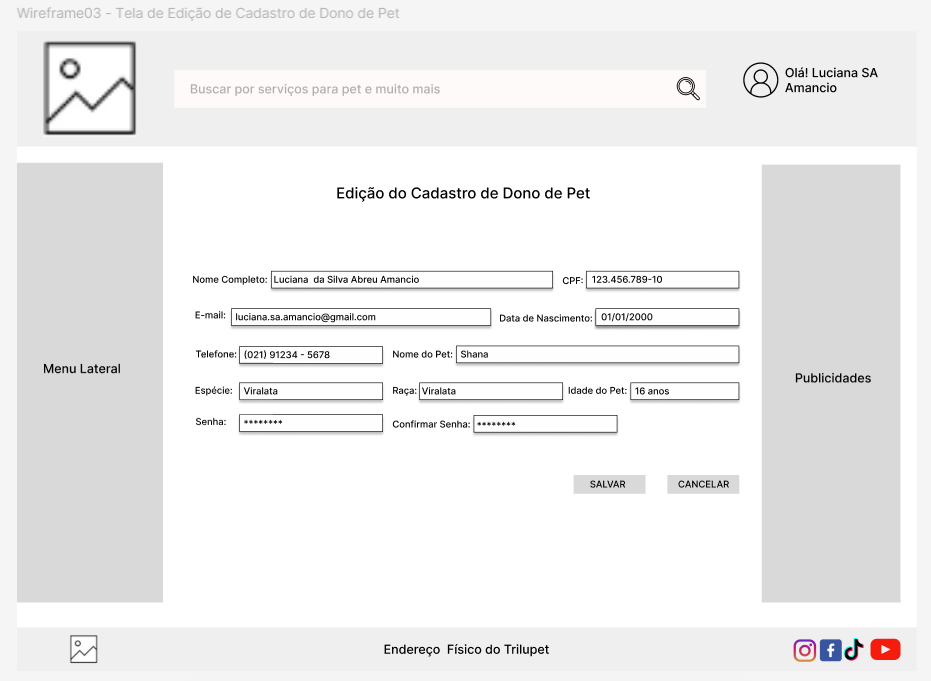 Wireframe03 - Tela de Edição de Cadastro de Dono de Pet
Buscar por serviços para pet e muito mais
Olá! Luciana SA
Amancio
Menu Lateral
Edição do Cadastro de Dono de Pet
Nome Completo: Luciana  da Silva Abreu Amancio CPF: 123.456.789-10
E-mail: luciana.sa.amancio@gmail.com Data de Nascimento: 01/01/2000
Telefone: (021) 91234 - 5678 Nome do Pet: Shana
Espécie: Viralata Raça: Viralata Idade do Pet: 16 anos
Senha: ******** Confirmar Senha: ********
SALVAR CANCELAR
Publicidades
Endereço  Físico do Trilupet